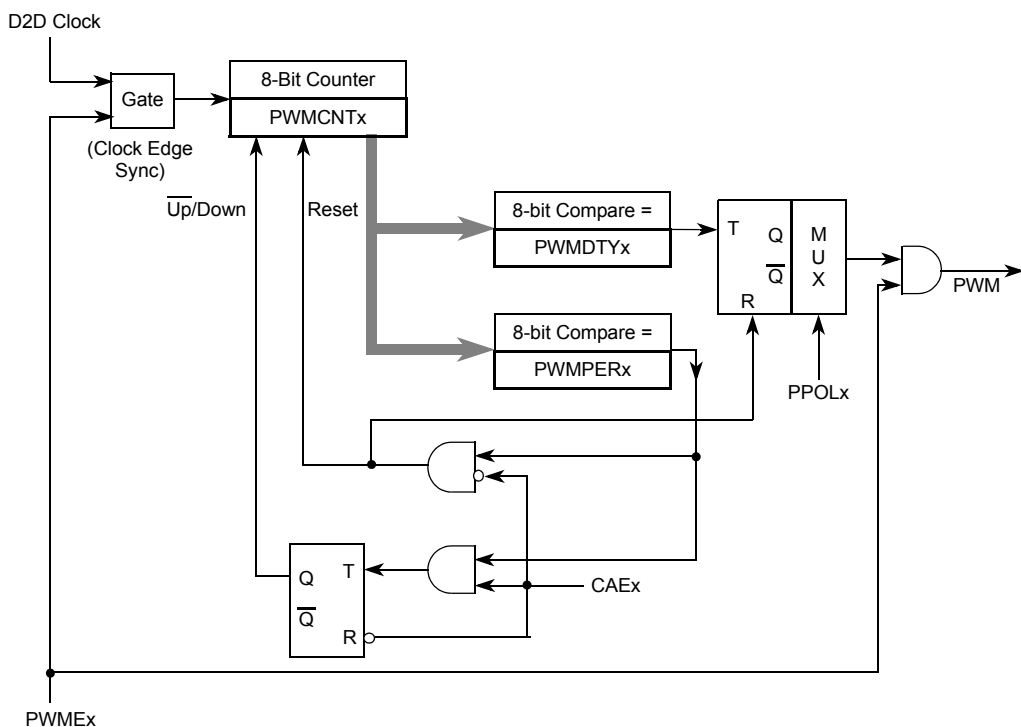 D2D Clock
8-Bit Counter
Gate
PWMCNTx
(Clock Edge
Sync)
Up/Down
Reset
8-bit Compare =
PWMDTYx
T
Q
Q
R
M
U
X
PWM
8-bit Compare =
PWMPERx
PPOLx
Q
T
Q
R
CAEx
PWMEx